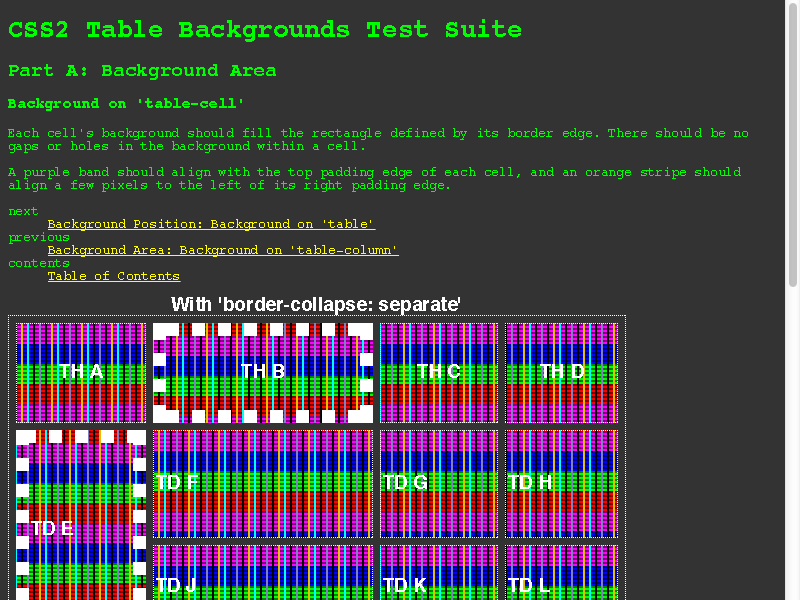 CSS2 Table Backgrounds Test Suite
Part A: Background Area
Background on 'table-cell'
Each cell's background should fill the rectangle defined by its border edge. There should be no
gaps or holes in the background within a cell.
A purple band should align with the top padding edge of each cell, and an orange stripe should
align a few pixels to the left of its right padding edge.
next
Background Position: Background on 'table'
previous
Background Area: Background on 'table-column'
contents
Table of Contents
With 'border-collapse: separate'
TH A TH B TH C TH D
TD F TD G TD H
TD E
TD J TD K TD L